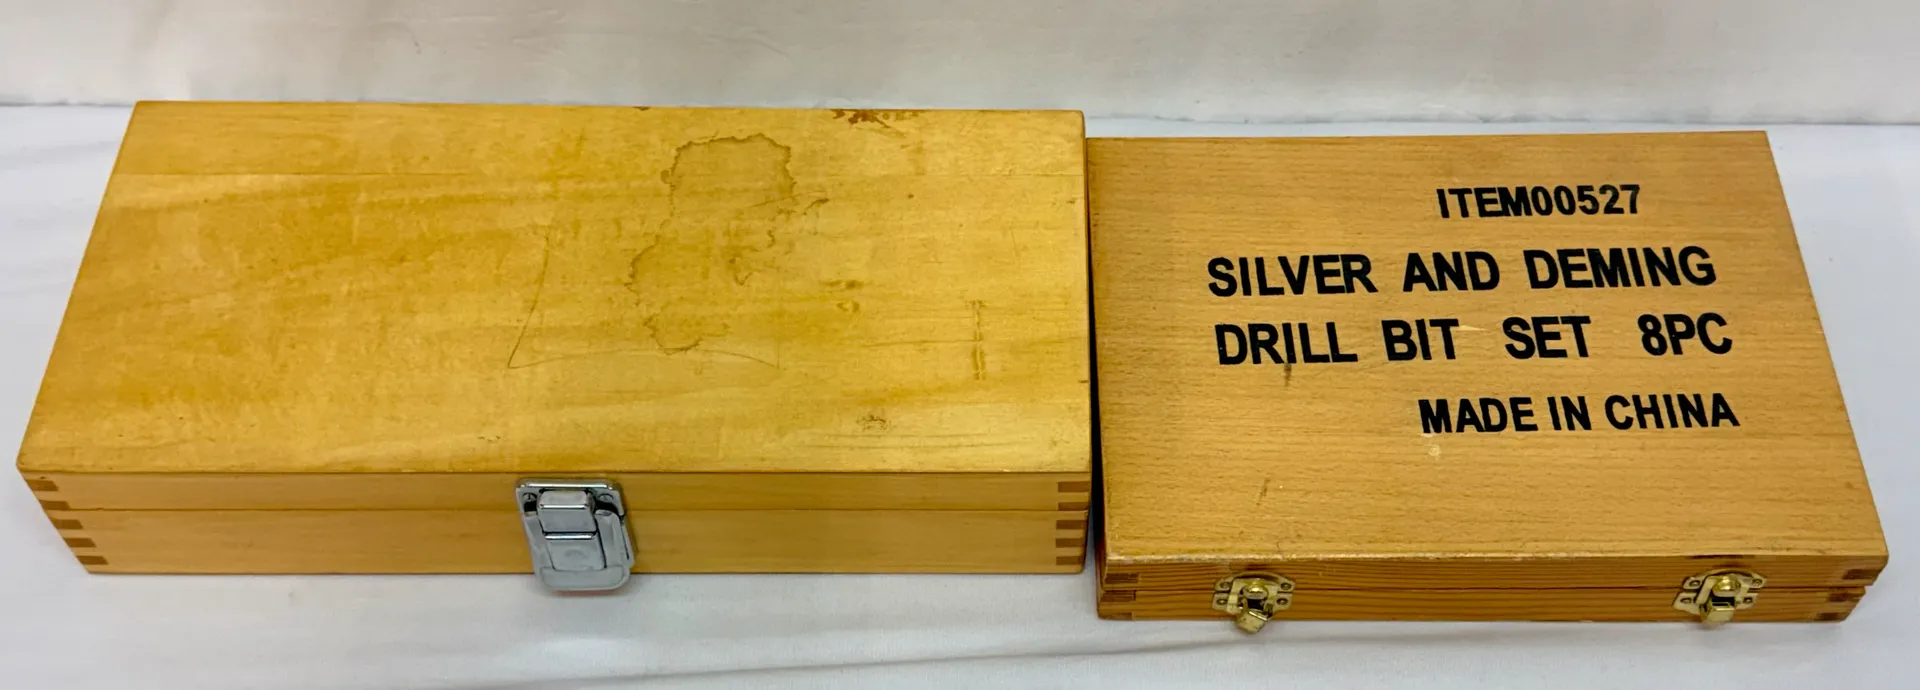 ITEM00527
SILVER AND DEMING
DRILL BIT SET 8PC
MADE IN CHINA